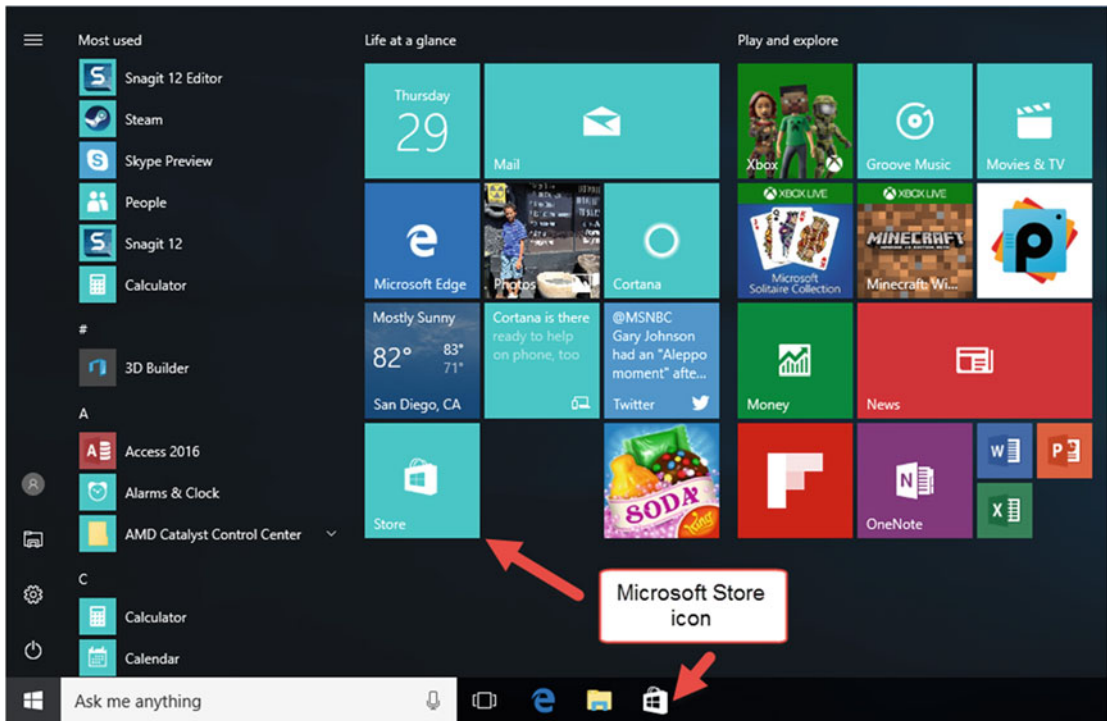 Most used
Snagit 12 Editor
Steam
Skype Preview
People
Snagit 12
Calculator
#
3D Builder
A
Access 2016
Alarms & Clock
AMD Catalyst Control Center
C
Calculator
Calendar
Ask me anything
Life at a glance
Thursday
29
Mail
Microsoft Edge
Photos
Cortana
Mostly Sunny
82°
83°
71°
San Diego, CA
Cortana is there
ready to help
on phone, too
@MSNBC
Gary Johnson
had an "Aleppo
moment" afte...
Twitter
Store
SODA
King
Play and explore
Xbox
Groove Music
Movies & TV
XBOX LIVE
Microsoft
Solitaire Collection
XBOX LIVE
MINECRAFT
Minecraft: Wi...
p
Money
News
OneNote
N
W
P
X
Microsoft Store
icon